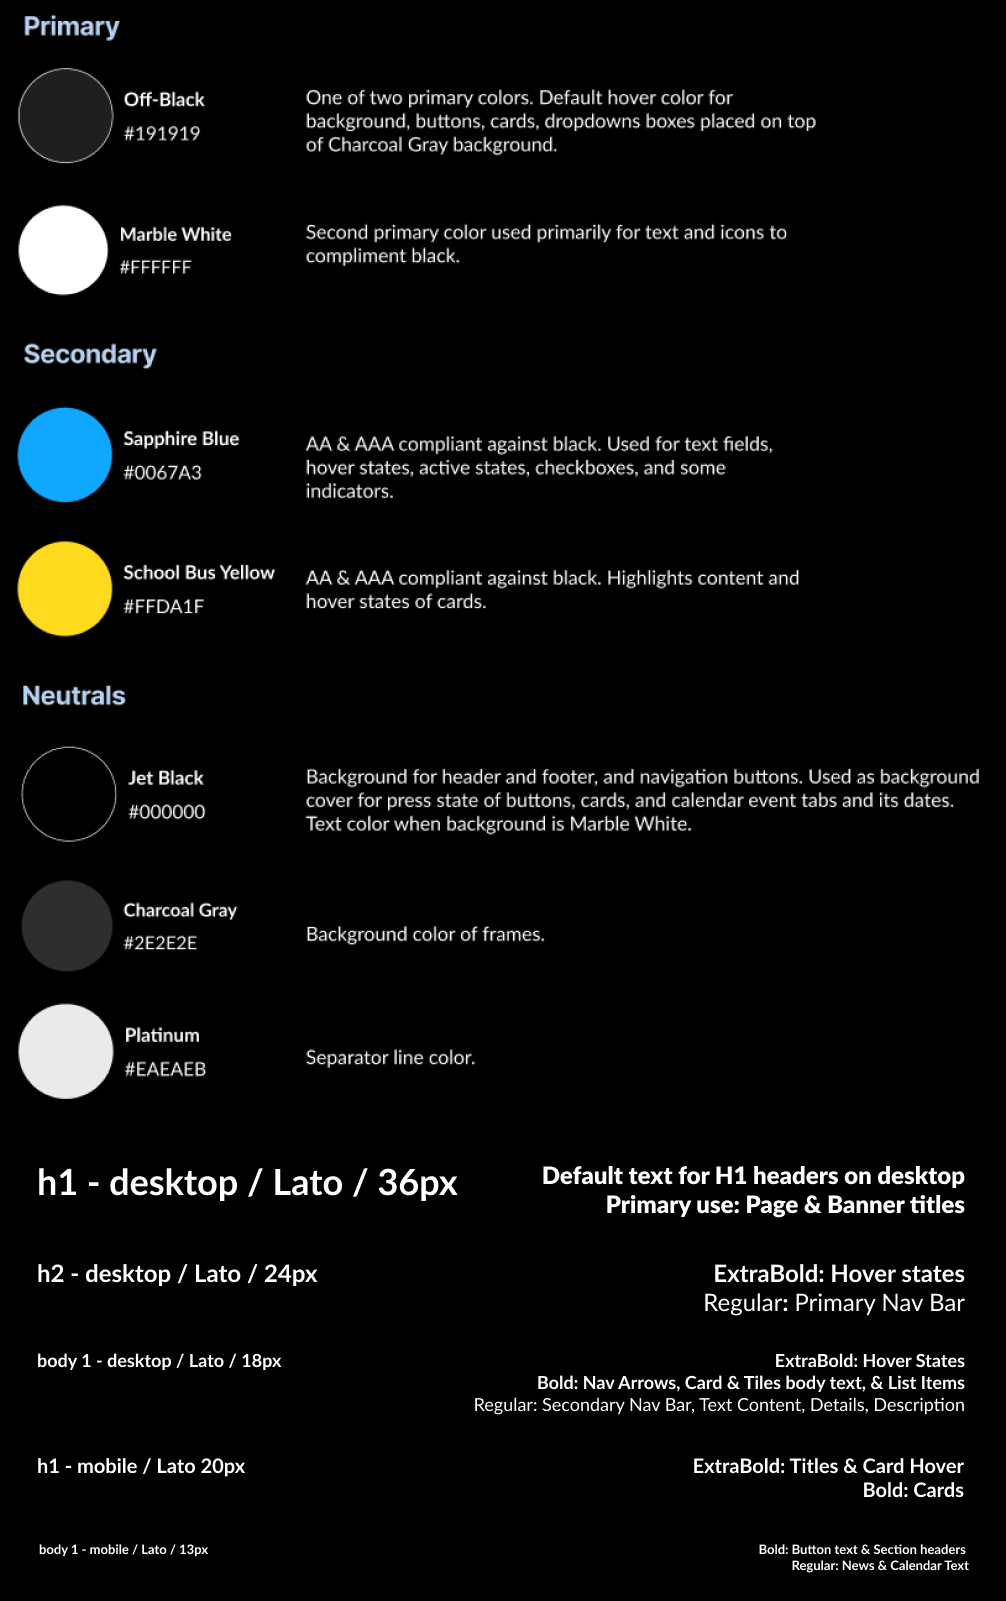 Primary
Off-Black
#191919
One of two primary colors. Default hover color for
background, buttons, cards, dropdowns boxes placed on top
of Charcoal Gray background.
Marble White
#FFFFFF
Second primary color used primarily for text and icons to
compliment black.
Secondary
Sapphire Blue
#0067A3
AA & AAA compliant against black. Used for text fields,
hover states, active states, checkboxes, and some
indicators.
School Bus Yellow
#FFDA1F
AA & AAA compliant against black. Highlights content and
hover states of cards.
Neutrals
Jet Black
#000000
Background for header and footer, and navigation buttons. Used as background
cover for press state of buttons, cards, and calendar event tabs and its dates.
Text color when background is Marble White.
Charcoal Gray
#2E2E2E
Background color of frames.
Platinum
#EAEAEB
Separator line color.
h1 - desktop / Lato / 36px
Default text for H1 headers on desktop
Primary use: Page & Banner titles
h2 - desktop / Lato / 24px
ExtraBold: Hover states
Regular: Primary Nav Bar
body 1 - desktop / Lato / 18px
ExtraBold: Hover States
Bold: Nav Arrows, Card & Tiles body text, & List Items
Regular: Secondary Nav Bar, Text Content, Details, Description
h1 - mobile / Lato 20px
ExtraBold: Titles & Card Hover
Bold: Cards
body 1 - mobile / Lato / 13px
Bold: Button text & Section headers
Regular: News & Calendar Text